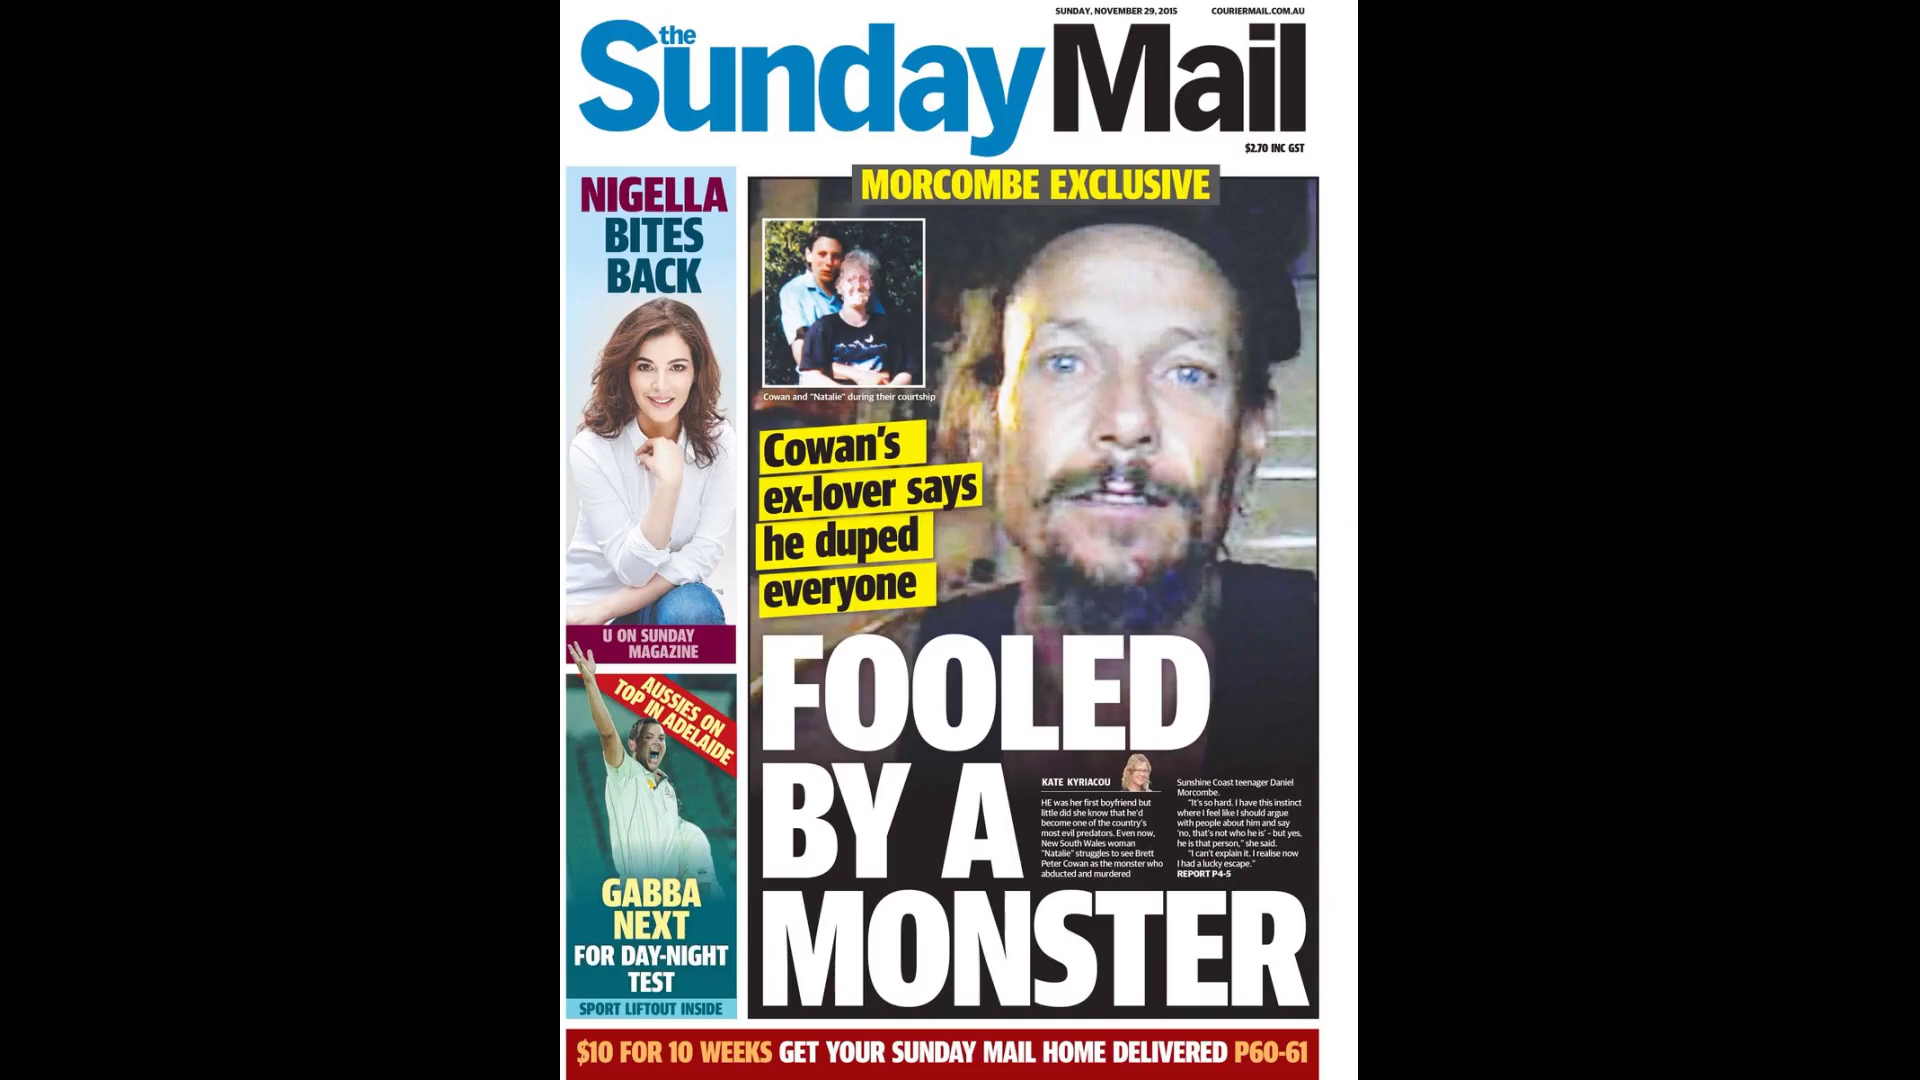 SUNDAY, NOVEMBER 29, 2015 COURIERMAIL.COM.AU
the
Sunday Mail
$2.70 INC GST
NIGELLA
BITES
BACK
U ON SUNDAY
MAGAZINE
AUSSIES ON
TOP IN ADELAIDE
GABBA
NEXT
FOR DAY-NIGHT
TEST
SPORT LIFTOUT INSIDE
MORCOMBE EXCLUSIVE
Cowan and "Natalie" during their courtship
Cowan's
ex-lover says
he duped
everyone
FOOLED
BY A
MONSTER
KATE KYRIACOU
HE was her first boyfriend but
little did she know that he'd
become one of the country's
most evil predators. Even now,
New South Wales woman
"Natalie" struggles to see Brett
Peter Cowan as the monster who
abducted and murdered
Sunshine Coast teenager Daniel
Morcombe.
"It's so hard. I have this instinct
where I feel like I should argue
with people about him and say
'no, that's not who he is' – but yes,
he is that person," she said.
"I can't explain it. I realise now
I had a lucky escape."
REPORT P4-5
$10 FOR 10 WEEKS GET YOUR SUNDAY MAIL HOME DELIVERED P60-61